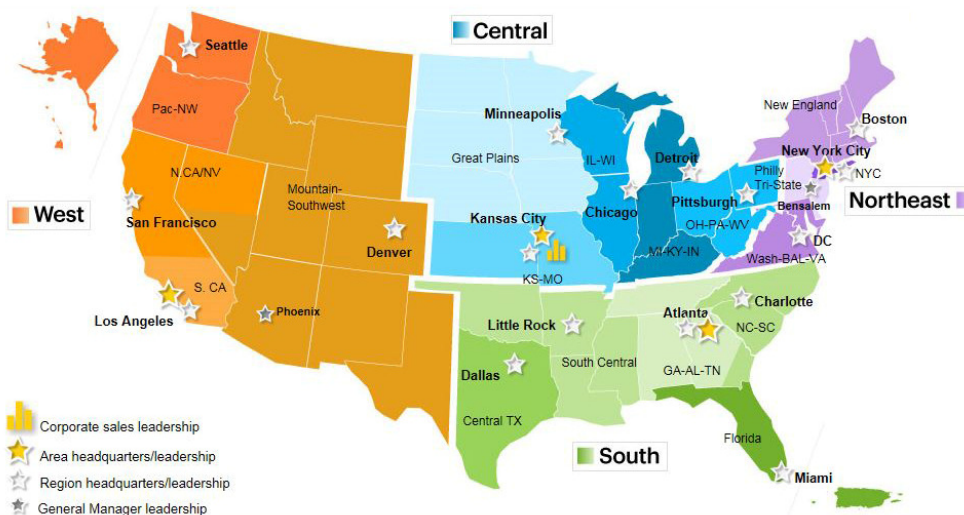 Central
Seattle
Pac-NW
Minneapolis
New England
Boston
Great Plains
IL-WI
Detroit
New York City
N.CA/NV
Philly
Tri-State
NYC
Mountain-
Southwest
Chicago
Pittsburgh
Bensalem
Northeast
West
San Francisco
Kansas City
OH-PA-WV
Denver
MI-KY-IN
DC
Wash-BAL-VA
KS-MO
S. CA
Los Angeles
Phoenix
Little Rock
Atlanta
Charlotte
NC-SC
South Central
GA-AL-TN
Dallas
Central TX
Florida
South
Miami
Corporate sales leadership
Area headquarters/leadership
Region headquarters/leadership
General Manager leadership